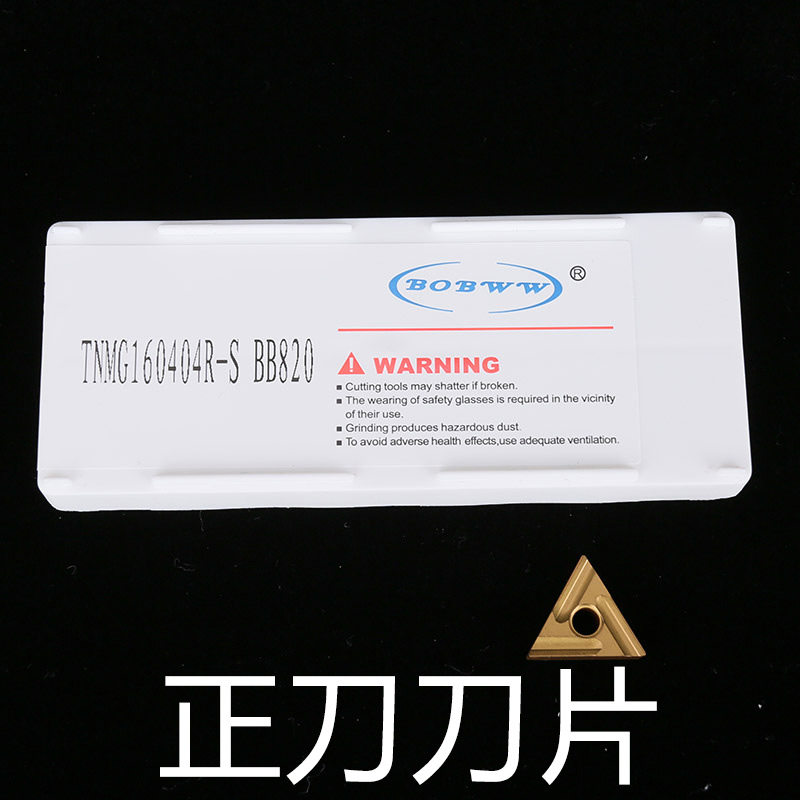 BOBWW®
TNMG160404R-S BB820
WARNING
■ Cutting tools may shatter if broken.
■ The wearing of safety glasses is required in the vicinity
of their use.
■ Grinding produces hazardous dust.
■ To avoid adverse health effects,use adequate ventilation.
正刀刀片